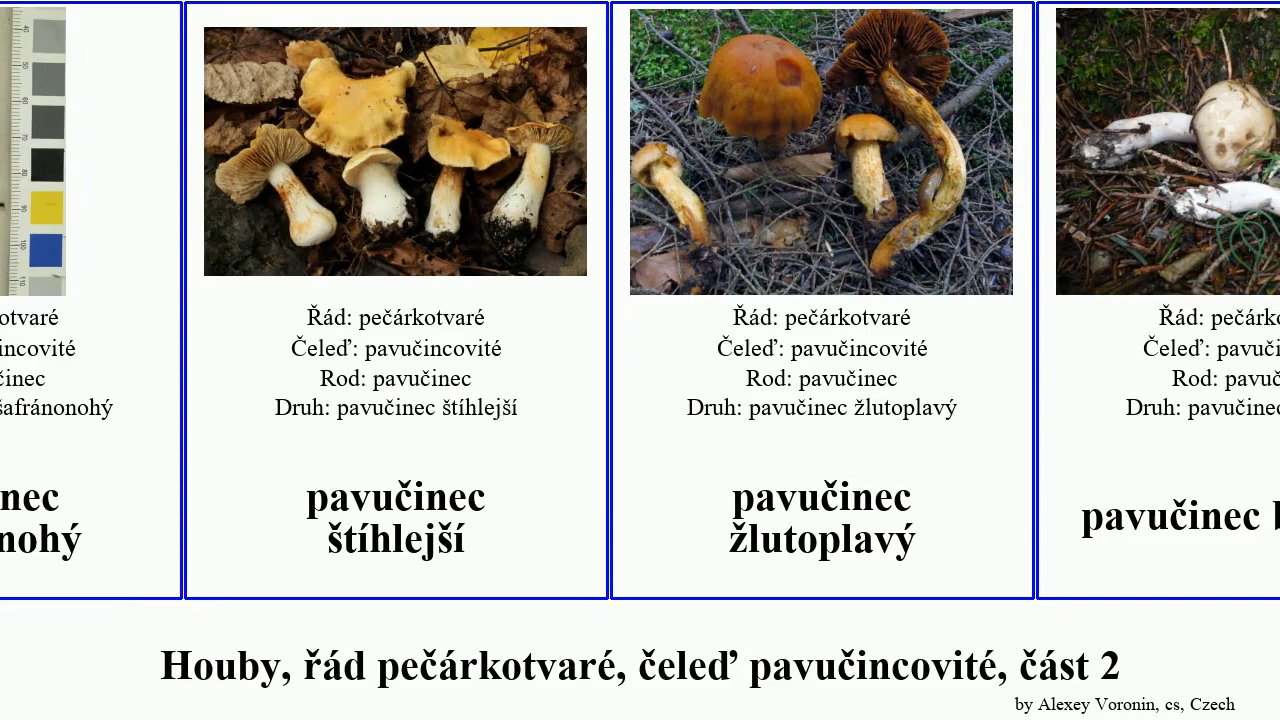 otvaré
incovité
činec
šafránonohý
nec
nohý
Řád: pečárkotvaré
Čeleď: pavučincovité
Rod: pavučinec
Druh: pavučinec štíhlejší
pavučinec
štíhlejší
Řád: pečárkotvaré
Čeleď: pavučincovité
Rod: pavučinec
Druh: pavučinec žlutoplavý
pavučinec
žlutoplavý
Řád: pečárk
Čeleď: pavuči
Rod: pavuč
Druh: pavučinec
pavučinec
Houby, řád pečárkotvaré, čeleď pavučincovité, část 2
by Alexey Voronin, cs, Czech